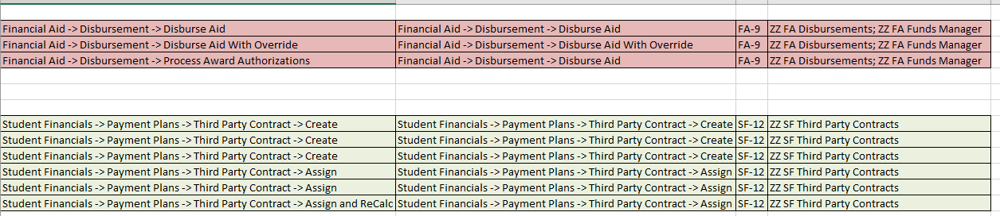 Financial Aid -> Disbursement -> Disburse Aid Financial Aid -> Disbursement -> Disburse Aid FA-9 ZZ FA Disbursements; ZZ FA Funds Manager
Financial Aid -> Disbursement -> Disburse Aid With Override Financial Aid -> Disbursement -> Disburse Aid With Override FA-9 ZZ FA Disbursements; ZZ FA Funds Manager
Financial Aid -> Disbursement -> Process Award Authorizations Financial Aid -> Disbursement -> Disburse Aid FA-9 ZZ FA Disbursements; ZZ FA Funds Manager
Student Financials -> Payment Plans -> Third Party Contract -> Create Student Financials -> Payment Plans -> Third Party Contract -> Create SF-12 ZZ SF Third Party Contracts
Student Financials -> Payment Plans -> Third Party Contract -> Create Student Financials -> Payment Plans -> Third Party Contract -> Create SF-12 ZZ SF Third Party Contracts
Student Financials -> Payment Plans -> Third Party Contract -> Create Student Financials -> Payment Plans -> Third Party Contract -> Create SF-12 ZZ SF Third Party Contracts
Student Financials -> Payment Plans -> Third Party Contract -> Assign Student Financials -> Payment Plans -> Third Party Contract -> Assign SF-12 ZZ SF Third Party Contracts
Student Financials -> Payment Plans -> Third Party Contract -> Assign Student Financials -> Payment Plans -> Third Party Contract -> Assign SF-12 ZZ SF Third Party Contracts
Student Financials -> Payment Plans -> Third Party Contract -> Assign and ReCalc Student Financials -> Payment Plans -> Third Party Contract -> Assign SF-12 ZZ SF Third Party Contracts